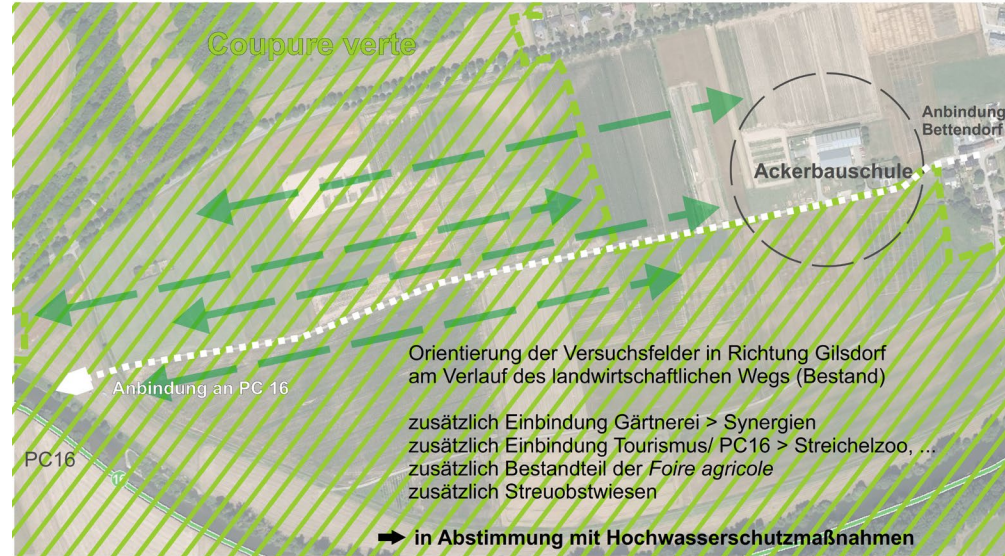 Coupure verte
Anbindung
Bettendorf
Ackerbauschule
Anbindung an PC 16
PC16
16
Orientierung der Versuchsfelder in Richtung Gilsdorf
am Verlauf des landwirtschaftlichen Wegs (Bestand)
zusätzlich Einbindung Gärtnerei > Synergien
zusätzlich Einbindung Tourismus/ PC16 > Streichelzoo, ...
zusätzlich Bestandteil der Foire agricole
zusätzlich Streuobstwiesen
➨ in Abstimmung mit Hochwasserschutzmaßnahmen